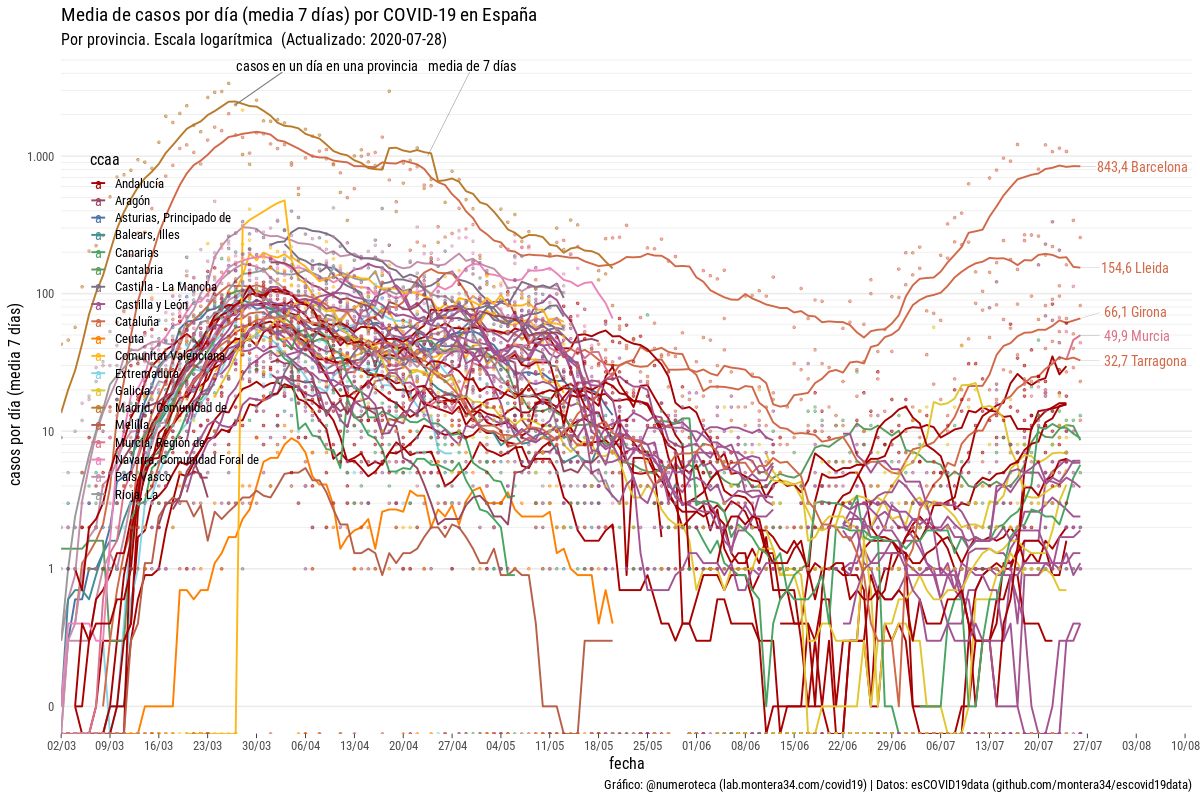 Media de casos por día (media 7 días) por COVID-19 en España
Por provincia. Escala logarítmica (Actualizado: 2020-07-28)
casos en un día en una provincia
media de 7 días
casos por día (media 7 días)
1.000
100
10
1
0
ccaa
Andalucía
Aragón
Asturias, Principado de
Balears, Illes
Canarias
Cantabria
Castilla - La Mancha
Castilla y León
Cataluña
Ceuta
Comunitat Valenciana
Extremadura
Galicia
Madrid, Comunidad de
Melilla
Murcia, Región de
Navarra, Comunidad Foral de
País Vasco
Rioja, La
843,4 Barcelona
154,6 Lleida
66,1 Girona
49,9 Murcia
32,7 Tarragona
02/03 09/03 16/03 23/03 30/03 06/04 13/04 20/04 27/04 04/05 11/05 18/05 25/05 01/06 08/06 15/06 22/06 29/06 06/07 13/07 20/07 27/07 03/08 10/08
fecha
Gráfico: @numeroteca (lab.montera34.com/covid19) | Datos: esCOVID19data (github.com/montera34/escovid19data)